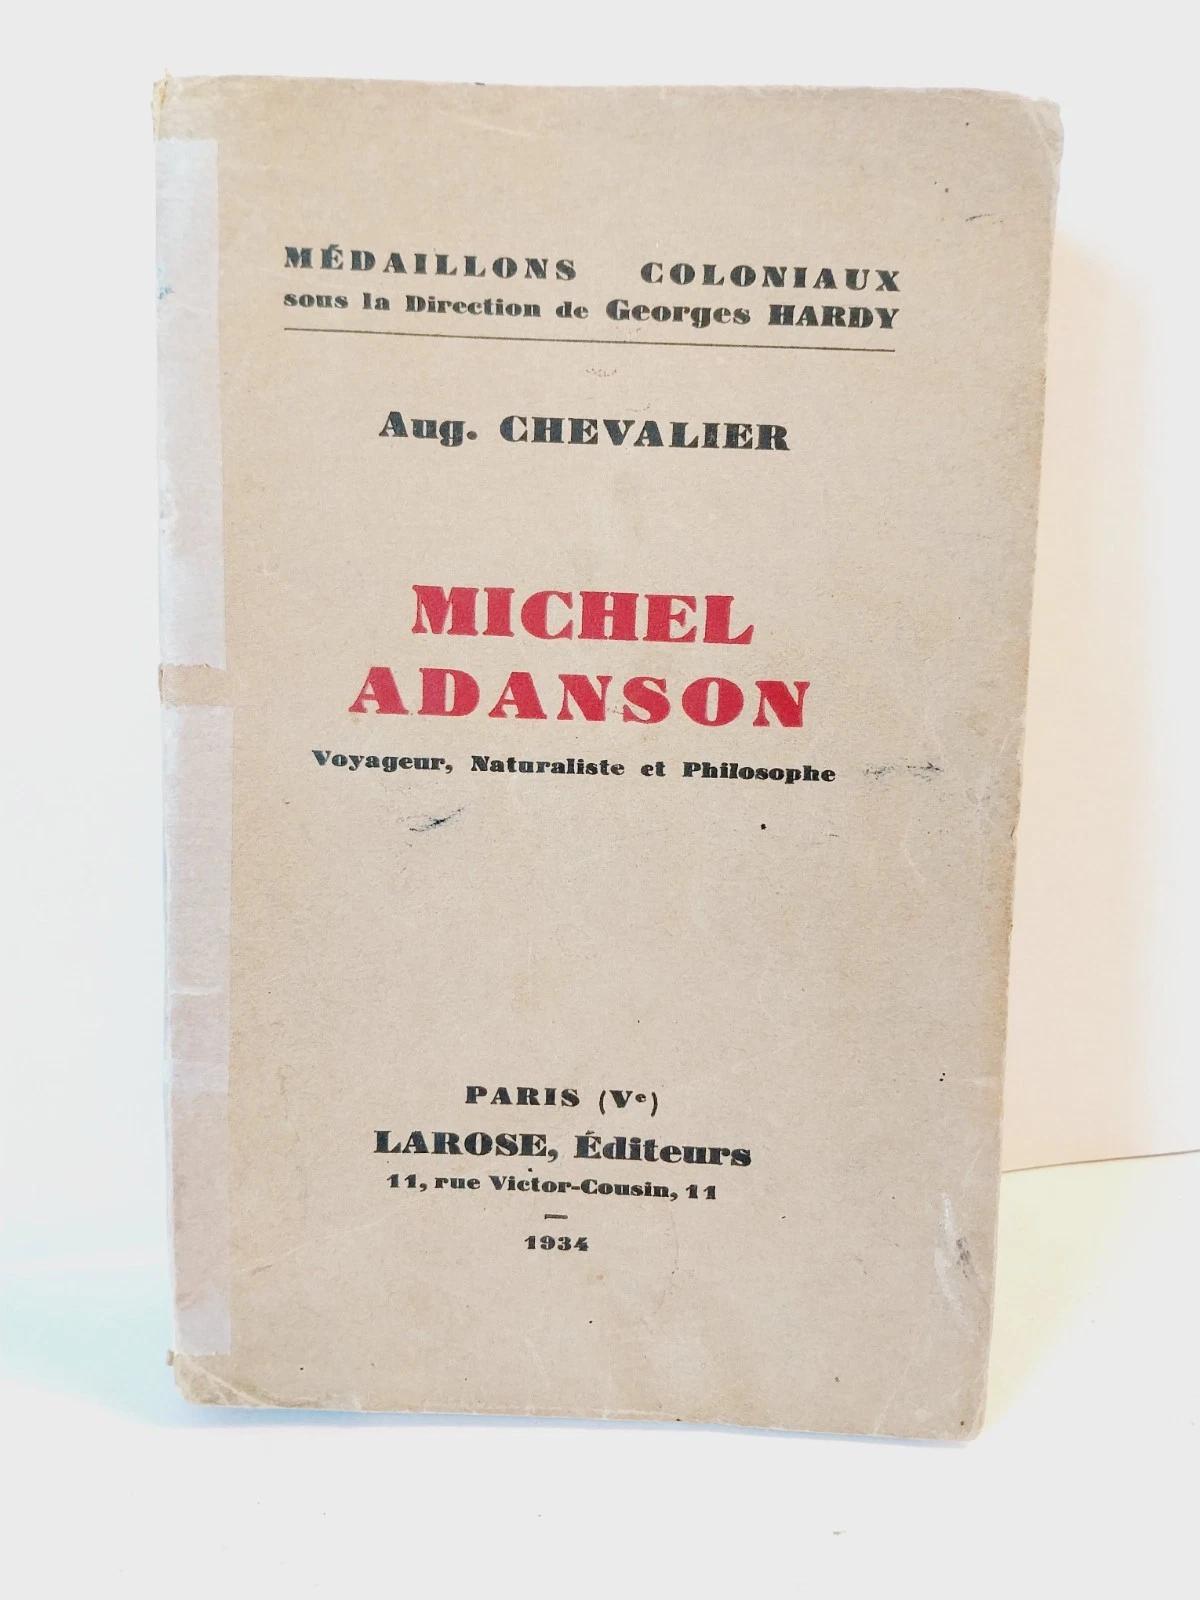 MÉDAILLONS COLONIAUX
sous la Direction de Georges HARDY
Aug. CHEVALIER
MICHEL
ADANSON
Voyageur, Naturaliste et Philosophe
PARIS (Ve)
LAROSE, Éditeurs
11, rue Victor-Cousin, 11
1934